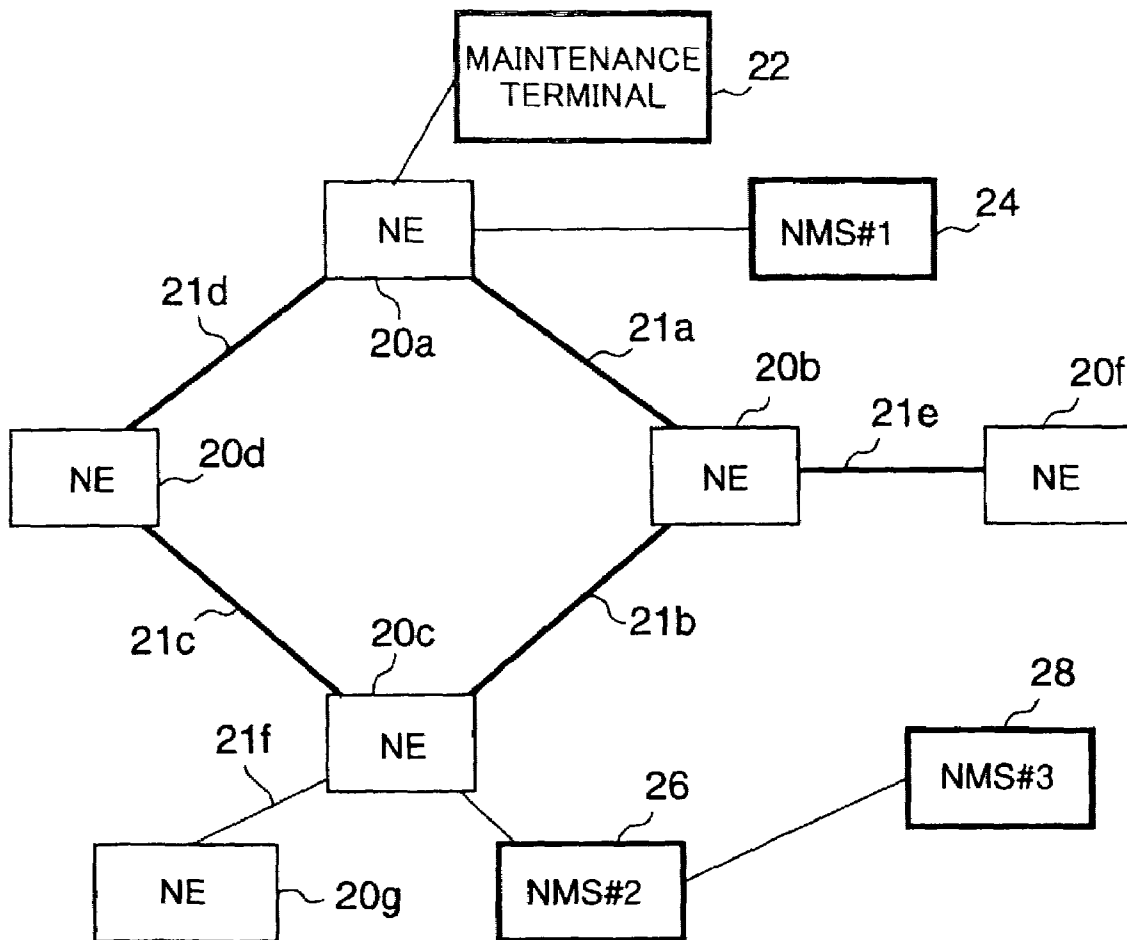 MAINTENANCE
TERMINAL
22
NE
NMS#1
24
21d
20a
21a
20b
20f
21e
NE
20d
NE
NE
21c
20c
21b
28
21f
NE
26
NMS#3
NE
20g
NMS#2